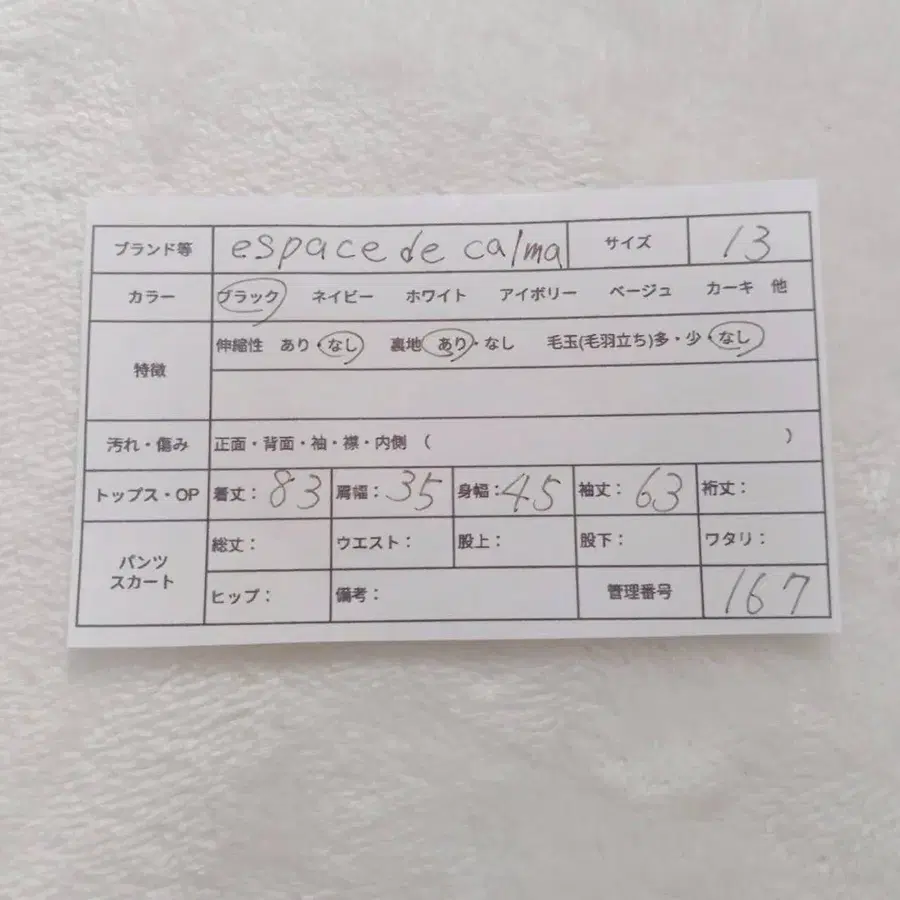 ブランド等 espace de calma サイズ 13
カラー ブラック ネイビー ホワイト アイボリー ベージュ カーキ 他
特徴 伸縮性 あり・なし 裏地 あり・なし 毛玉(毛羽立ち)多・少・なし
汚れ・傷み 正面・背面・袖・襟・内側 ( )
トップス・OP 着丈：83 肩幅：35 身幅：45 袖丈：63 裄丈：
パンツ スカート 総丈： ウエスト： 股上： 股下： ワタリ：
ヒップ： 備考： 管理番号 167